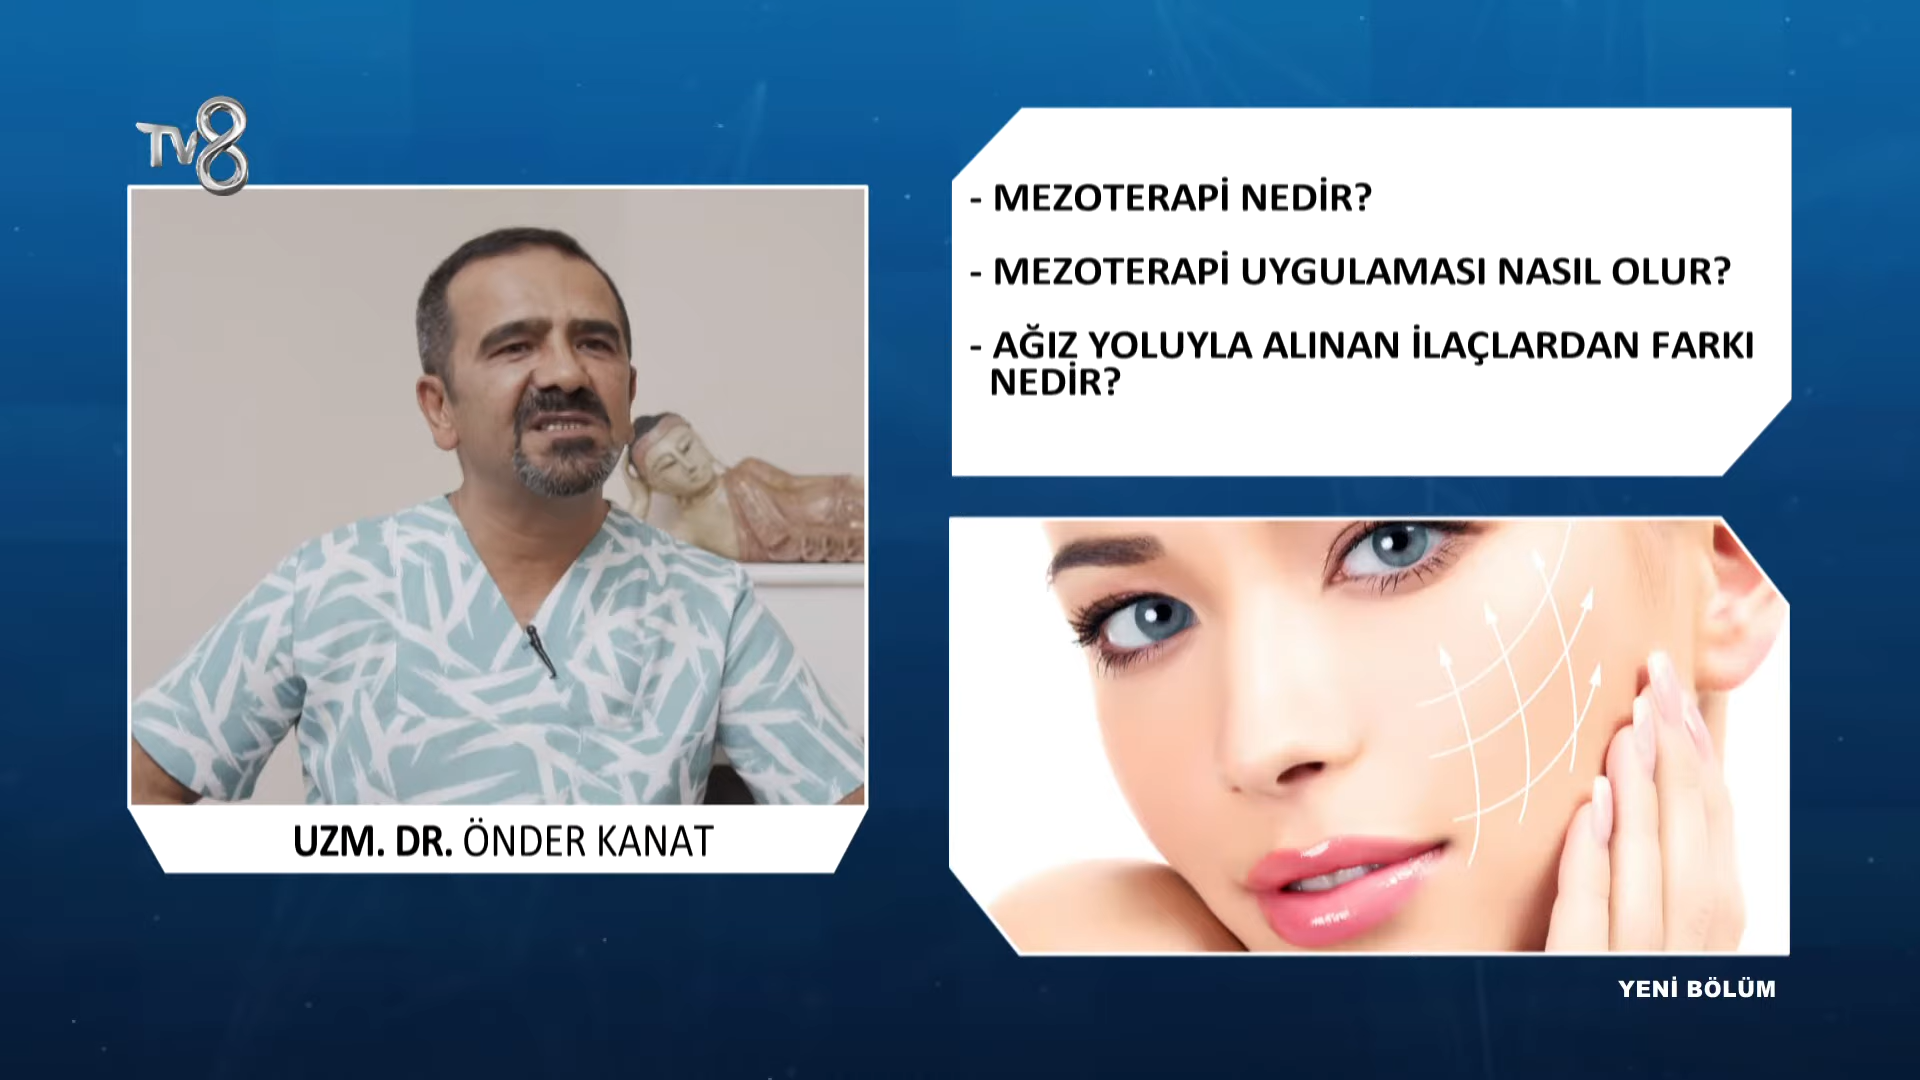 TV8
- MEZOTERAPİ NEDİR?
- MEZOTERAPİ UYGULAMASI NASIL OLUR?
- AĞIZ YOLUYLA ALINAN İLAÇLARDAN FARKI
NEDİR?
UZM. DR. ÖNDER KANAT
YENİ BÖLÜM